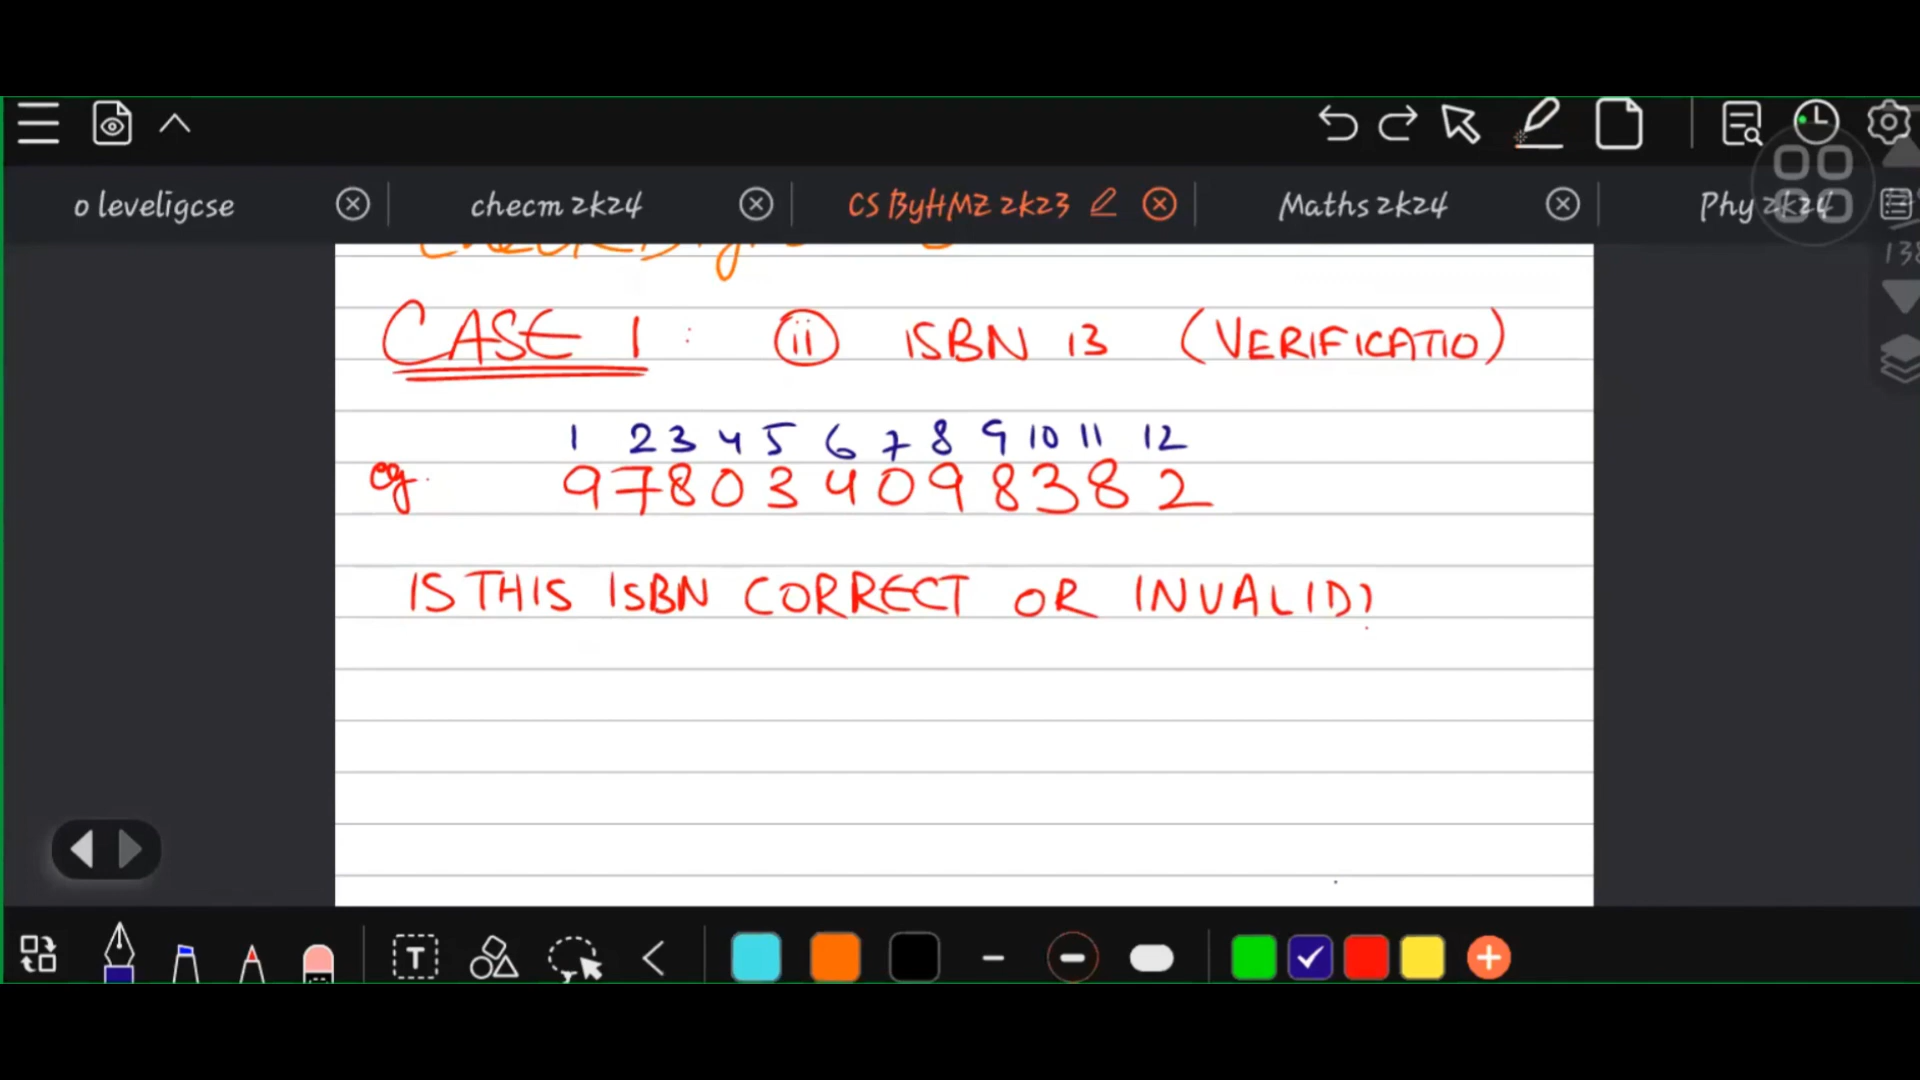 o leveligcse checm 2k24 CS ByHMZ 2k23 Maths 2k24 Phy 2k24
138
CASE 1 : (ii) ISBN 13 (VERIFICATIO)
1 2 3 4 5 6 7 8 9 10 11 12
eg. 9 7 8 0 3 4 0 9 8 3 8 2
IS THIS ISBN CORRECT OR INVALID?
T